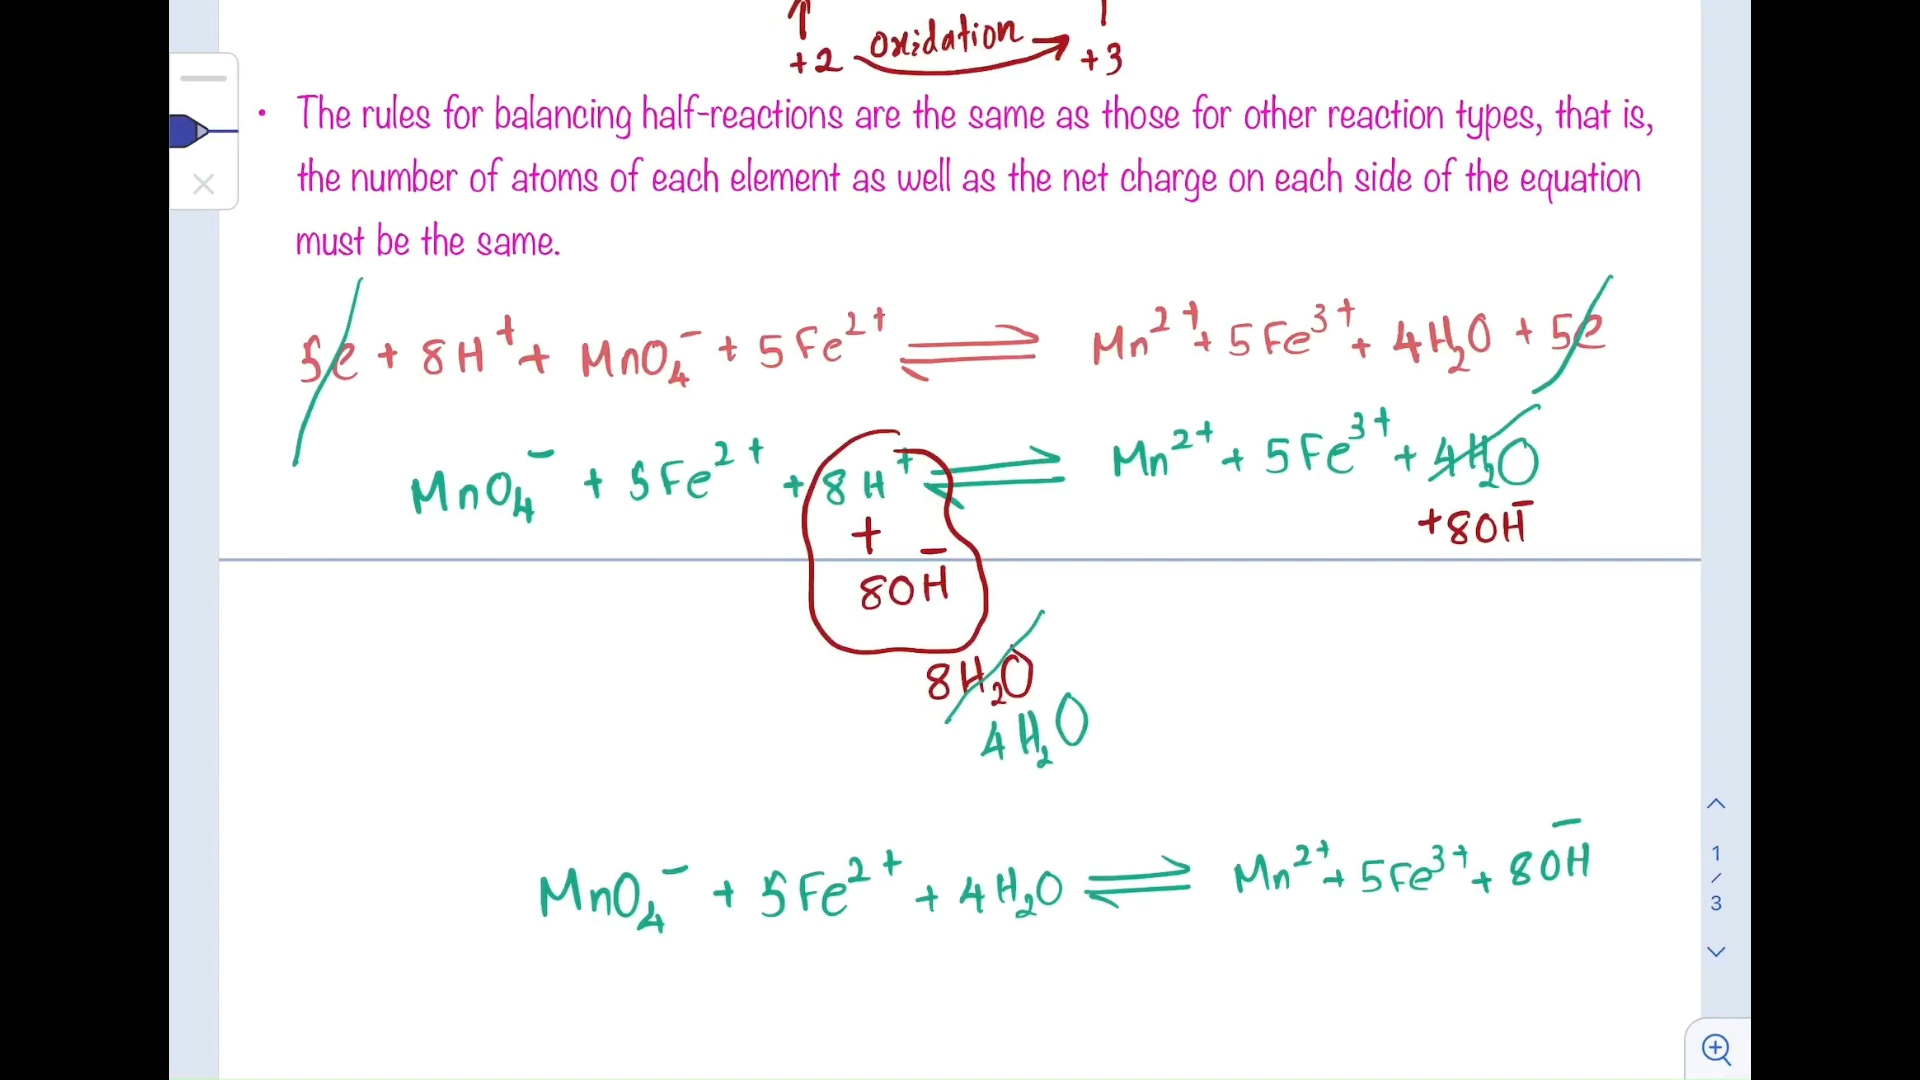 +2 oxidation +3
• The rules for balancing half-reactions are the same as those for other reaction types, that is,
the number of atoms of each element as well as the net charge on each side of the equation
must be the same.
5e + 8H⁺ + MnO₄⁻ + 5Fe²⁺ ⇌ Mn²⁺ + 5Fe³⁺ + 4H₂O + 5e
MnO₄⁻ + 5Fe²⁺ + 8H⁺ ⇌ Mn²⁺ + 5Fe³⁺ + 4H₂O
+ +8OH⁻
8OH⁻
8H₂O
4H₂O
MnO₄⁻ + 5Fe²⁺ + 4H₂O ⇌ Mn²⁺ + 5Fe³⁺ + 8OH⁻
1
/
3